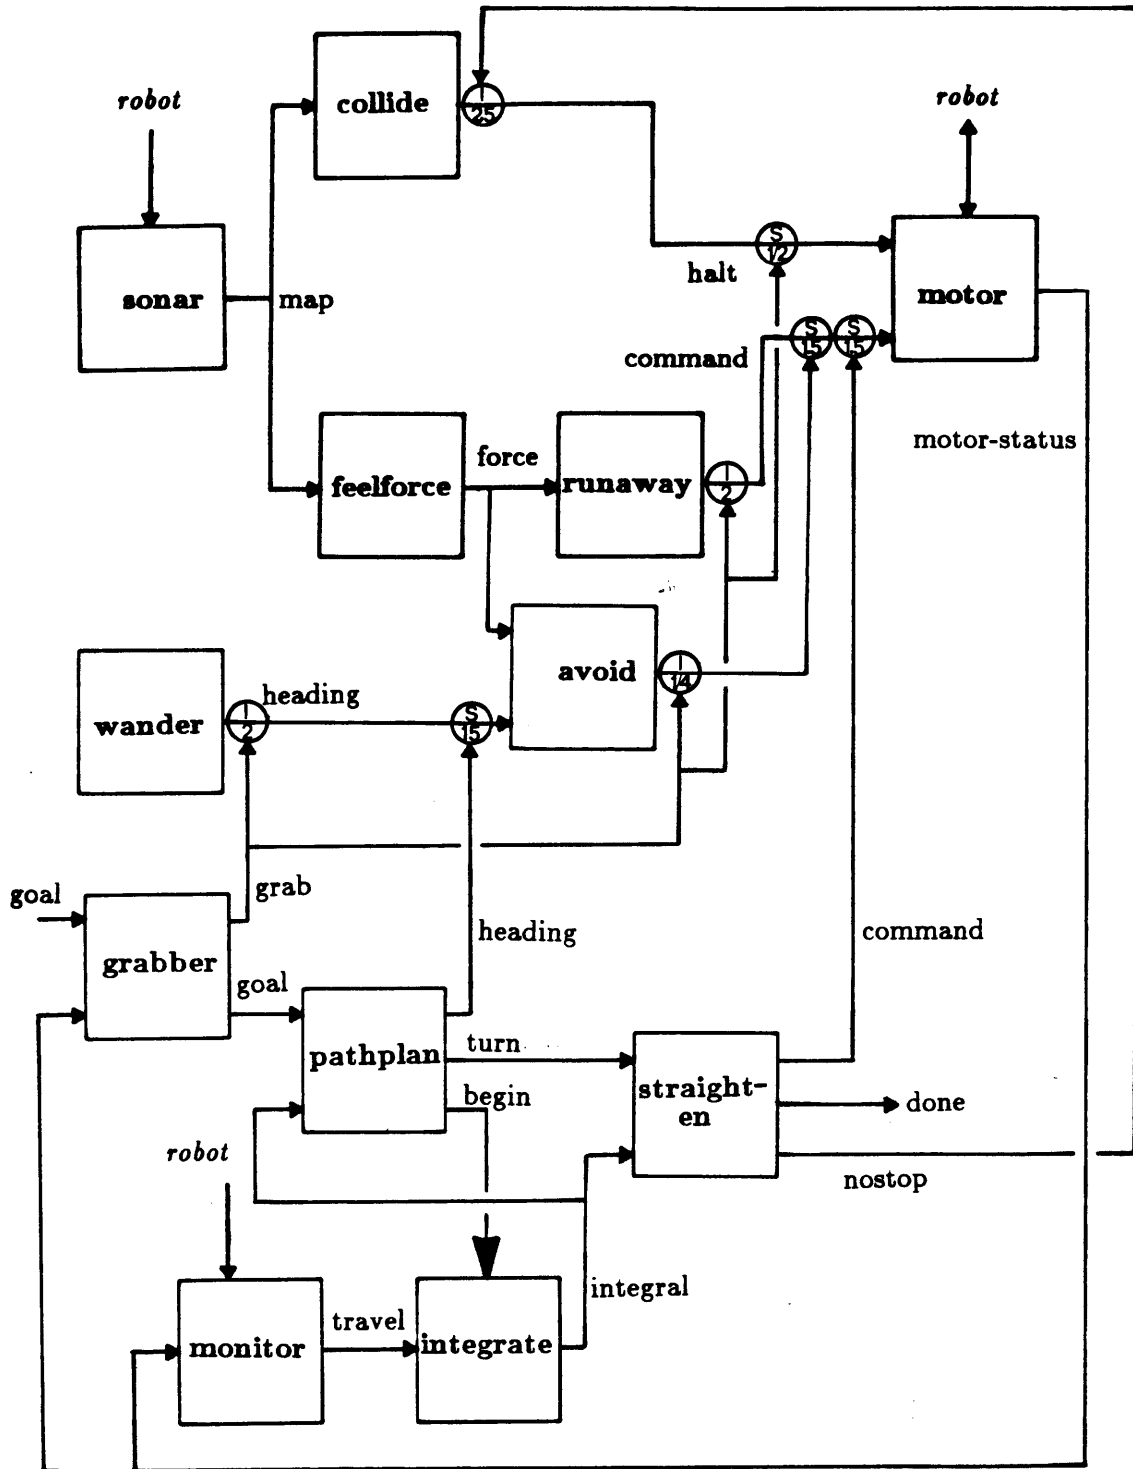 robot
collide
I
25
robot
sonar
map
S
1/2
halt
motor
S
15
S
15
command
motor-status
feelforce
force
runaway
I
2
avoid
I
1/4
wander
I
2
heading
S
15
goal
grab
grabber
goal
heading
command
pathplan
turn
begin
straight-
en
done
nostop
robot
monitor
travel
integrate
integral